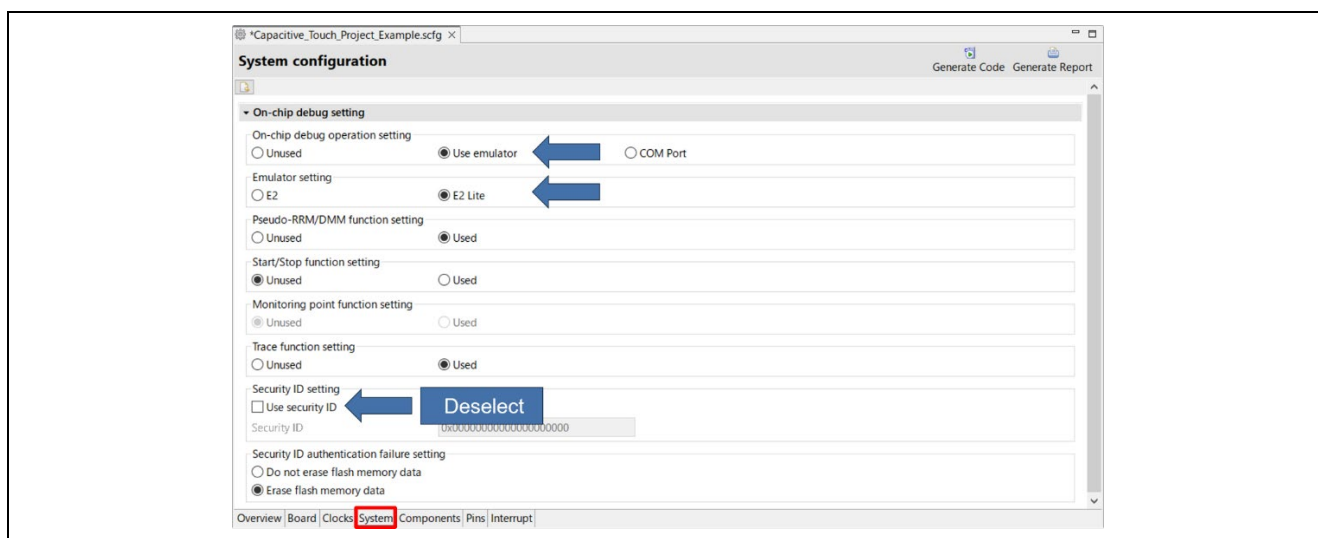 *Capacitive_Touch_Project_Example.scfg
System configuration
Generate Code Generate Report
On-chip debug setting
On-chip debug operation setting
Unused Use emulator COM Port
Emulator setting
E2 E2 Lite
Pseudo-RRM/DMM function setting
Unused Used
Start/Stop function setting
Unused Used
Monitoring point function setting
Unused Used
Trace function setting
Unused Used
Security ID setting
Use security ID Deselect
Security ID
Security ID authentication failure setting
Do not erase flash memory data
Erase flash memory data
Overview Board Clocks System Components Pins Interrupt